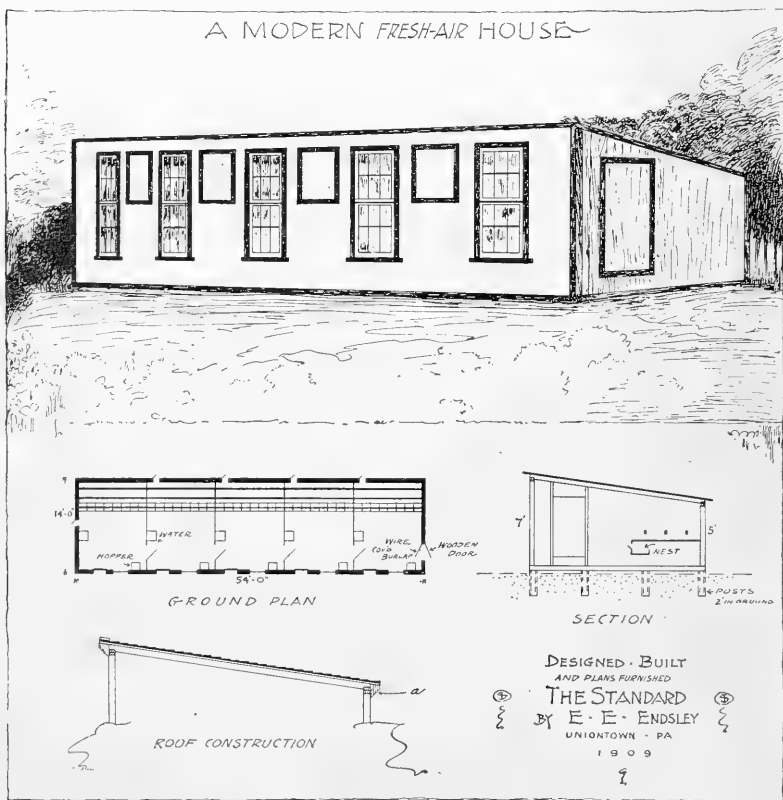 A MODERN FRESH-AIR HOUSE
14'-0"
WATER
HOPPER
WIRE
COV'D
BURLAP
WOODEN
DOOR
54'-0"
GROUND PLAN
7'
5'
NEST
POSTS
2' IN GROUND
SECTION
a
ROOF CONSTRUCTION
DESIGNED · BUILT
AND PLANS FURNISHED
THE STANDARD
BY E · E · ENDSLEY
UNIONTOWN · PA
1909